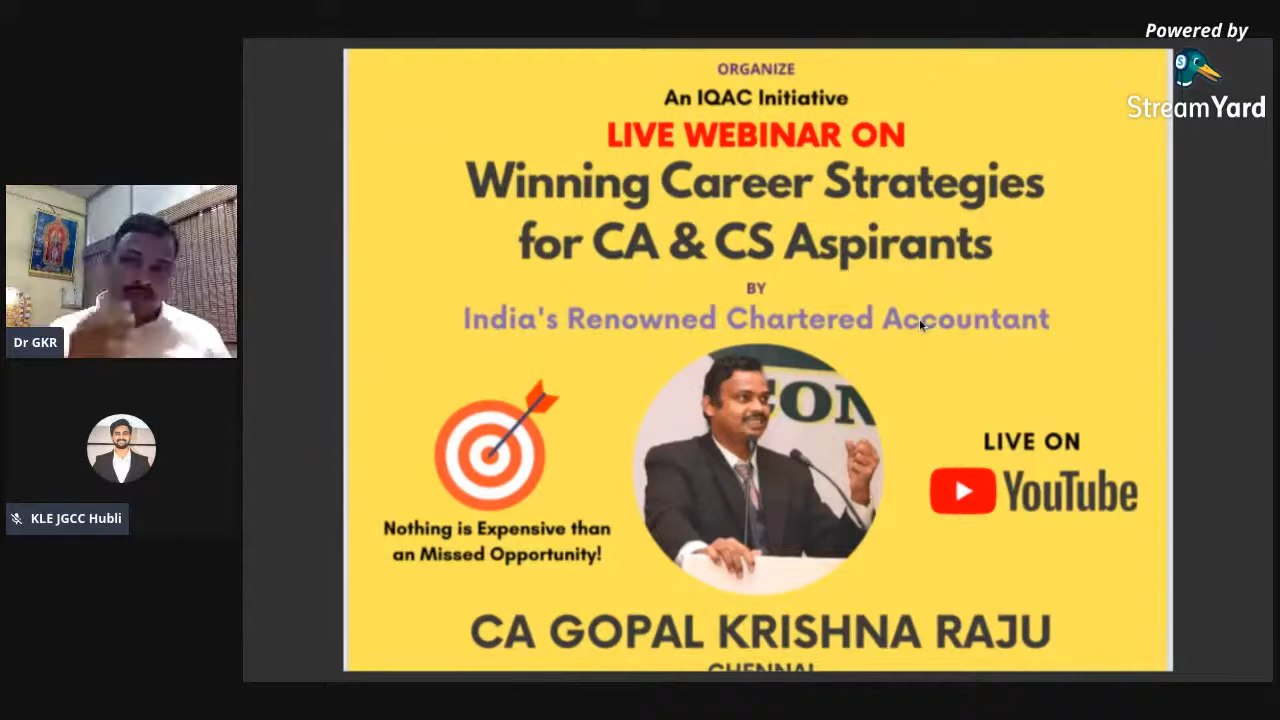 Powered by
StreamYard
ORGANIZE
An IQAC Initiative
LIVE WEBINAR ON
Winning Career Strategies
for CA & CS Aspirants
BY
India's Renowned Chartered Accountant
CON
LIVE ON
YouTube
Nothing is Expensive than
an Missed Opportunity!
CA GOPAL KRISHNA RAJU
CHENNAI
Dr GKR
KLE JGCC Hubli